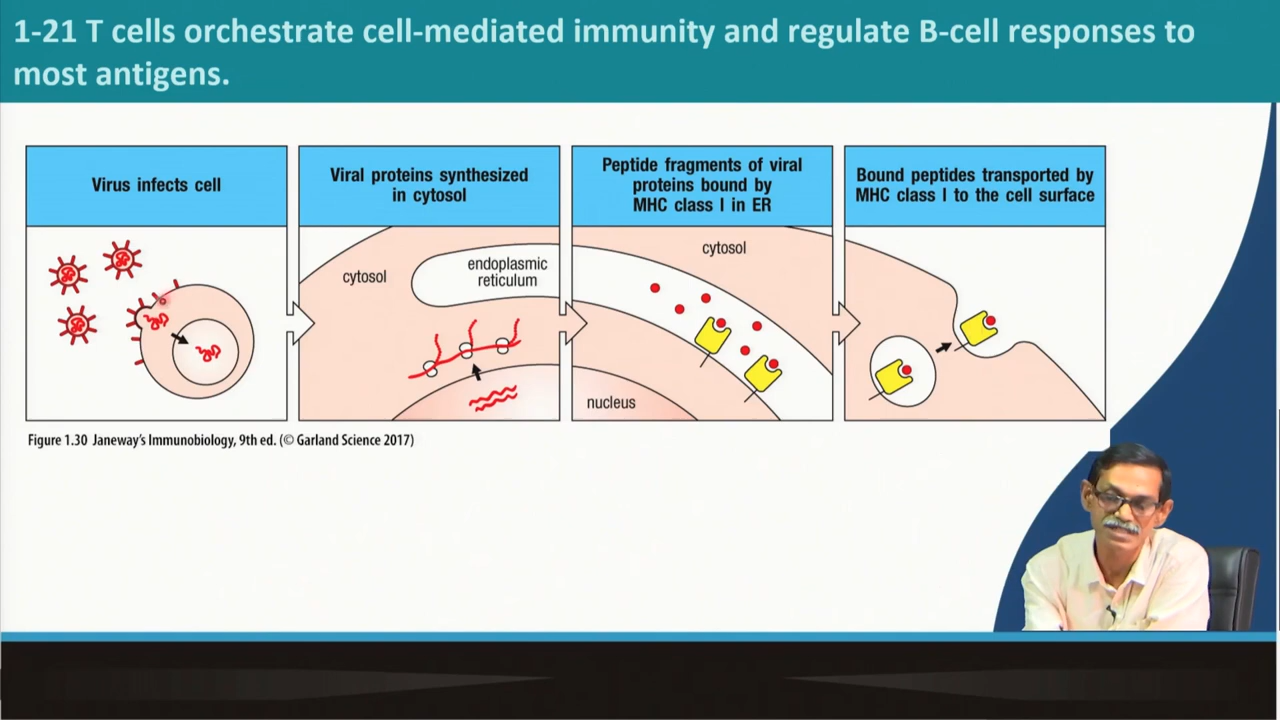 1-21 T cells orchestrate cell-mediated immunity and regulate B-cell responses to
most antigens.
Virus infects cell
Viral proteins synthesized
in cytosol
Peptide fragments of viral
proteins bound by
MHC class I in ER
Bound peptides transported by
MHC class I to the cell surface
cytosol
endoplasmic
reticulum
cytosol
nucleus
Figure 1.30 Janeway's Immunobiology, 9th ed. (© Garland Science 2017)